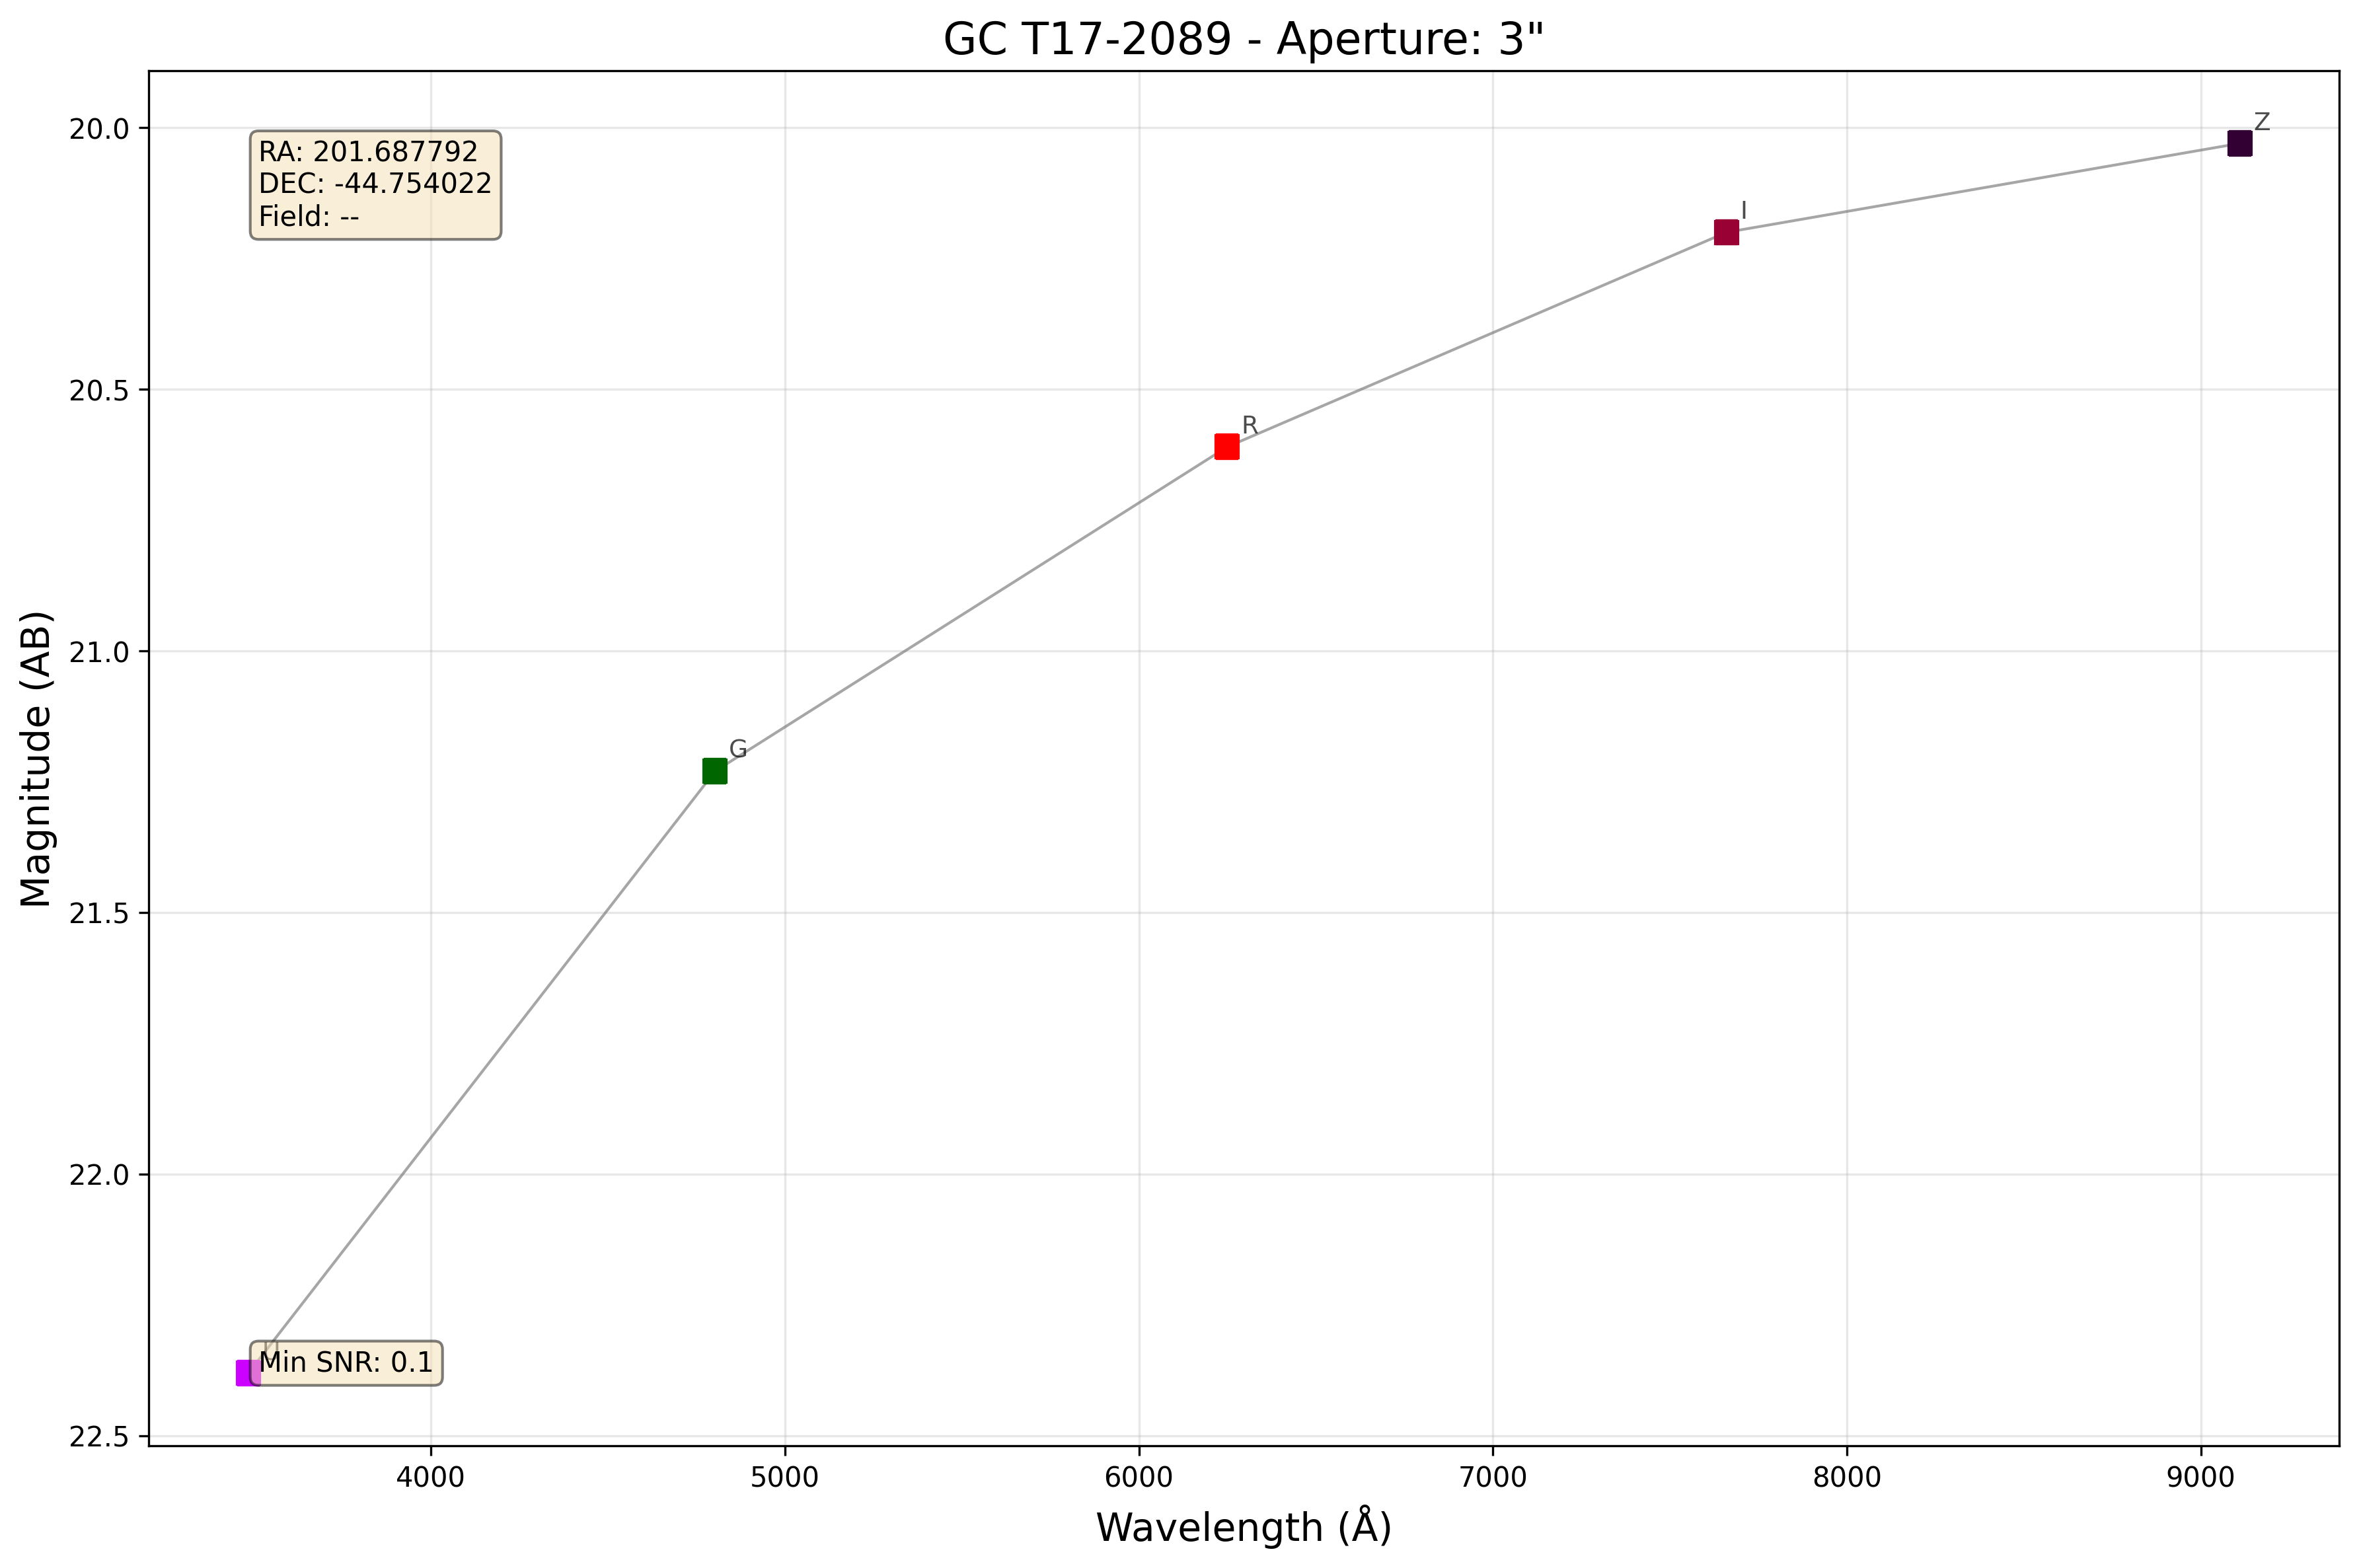 GC T17-2089 - Aperture: 3"
RA: 201.687792
DEC: -44.754022
Field: --
Z
I
R
G
Min SNR: 0.1
20.0
20.5
21.0
21.5
22.0
22.5
Magnitude (AB)
4000 5000 6000 7000 8000 9000
Wavelength (Å)